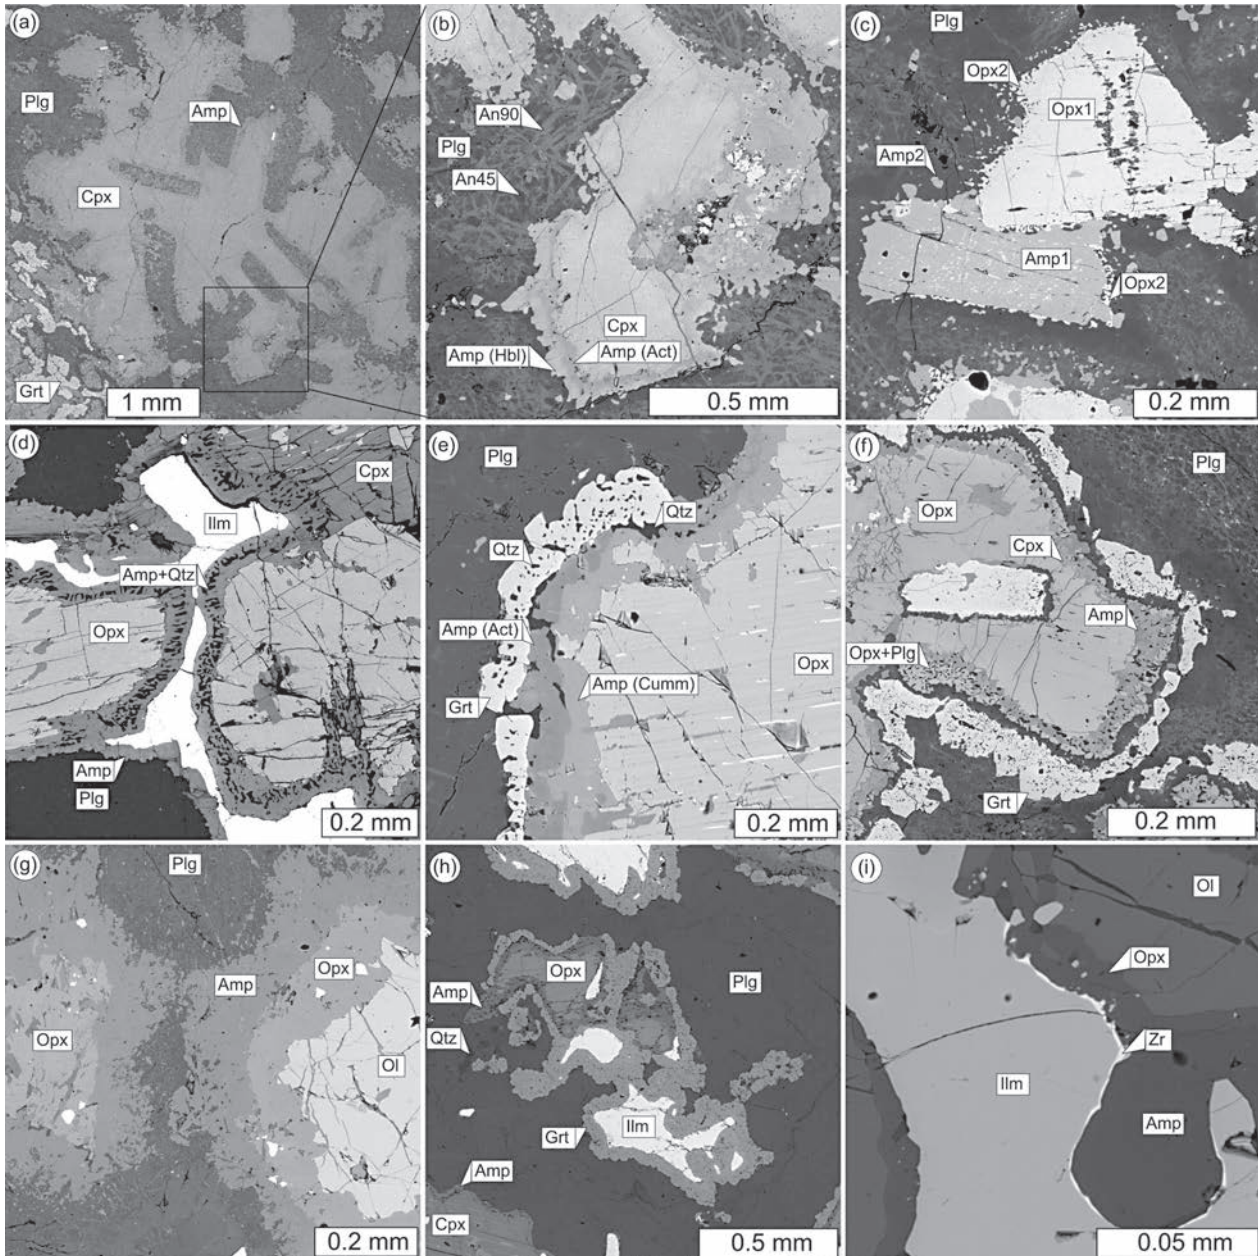 (a)
Plg
Amp
Cpx
Grt
1 mm
(b)
An90
Plg
An45
Cpx
Amp (Hbl)
Amp (Act)
0.5 mm
(c)
Plg
Opx2
Opx1
Amp2
Amp1
Opx2
0.2 mm
(d)
Cpx
Ilm
Amp+Qtz
Opx
Amp
Plg
0.2 mm
(e)
Plg
Qtz
Qtz
Amp (Act)
Opx
Amp (Cumm)
Grt
0.2 mm
(f)
Plg
Opx
Cpx
Amp
Opx+Plg
Grt
0.2 mm
(g)
Plg
Opx
Amp
Opx
Ol
0.2 mm
(h)
Opx
Plg
Amp
Qtz
Ilm
Grt
Amp
Cpx
0.5 mm
(i)
Ol
Opx
Zr
Ilm
Amp
0.05 mm